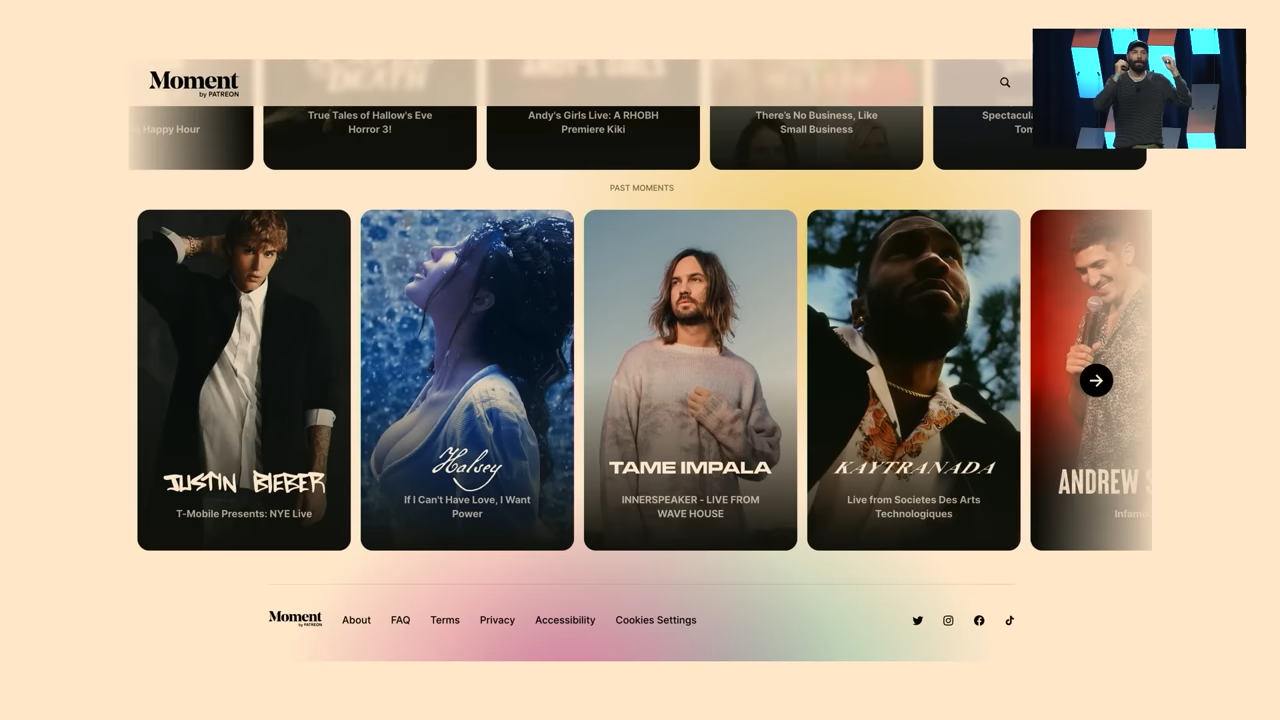 Moment
by PATREON
DEATH
Happy Hour
True Tales of Hallow's Eve
Horror 3!
Andy's Girls Live: A RHOBH
Premiere Kiki
There's No Business, Like
Small Business
PAST MOMENTS
JUSTIN BIEBER
T-Mobile Presents: NYE Live
Halsey
If I Can't Have Love, I Want
Power
TAME IMPALA
INNERSPEAKER - LIVE FROM
WAVE HOUSE
KAYTRANADA
Live from Societes Des Arts
Technologiques
ANDREW S
Moment
by PATREON
About
FAQ
Terms
Privacy
Accessibility
Cookies Settings